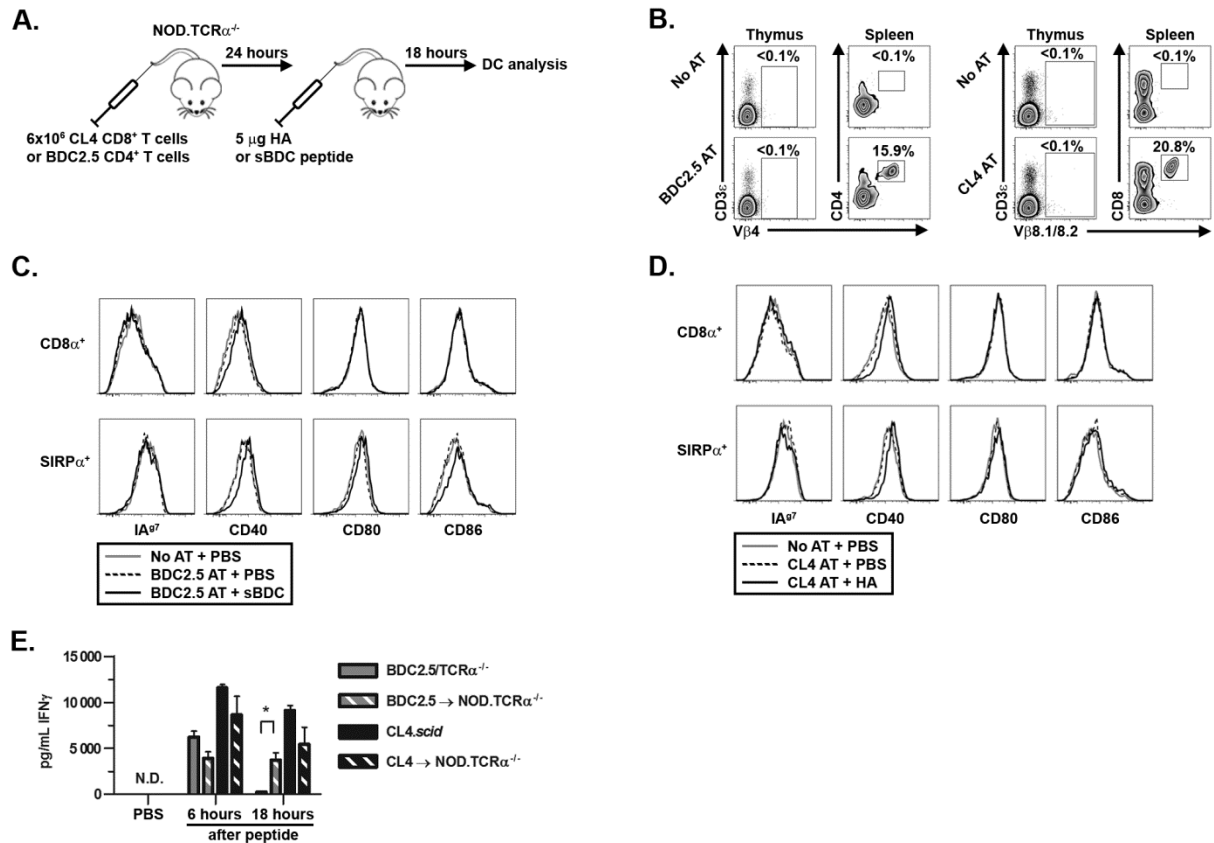 A.
NOD.TCRα⁻/⁻
24 hours
18 hours
DC analysis
6x10⁶ CL4 CD8⁺ T cells
or BDC2.5 CD4⁺ T cells
5 μg HA
or sBDC peptide
B.
Thymus
Spleen
Thymus
Spleen
No AT
<0.1%
<0.1%
No AT
<0.1%
<0.1%
BDC2.5 AT
<0.1%
15.9%
CL4 AT
<0.1%
20.8%
CD3ε
CD4
CD3ε
CD8
Vβ4
Vβ8.1/8.2
C.
CD8α⁺
SIRPα⁺
IAᵍ⁷
CD40
CD80
CD86
No AT + PBS
BDC2.5 AT + PBS
BDC2.5 AT + sBDC
D.
CD8α⁺
SIRPα⁺
IAᵍ⁷
CD40
CD80
CD86
No AT + PBS
CL4 AT + PBS
CL4 AT + HA
E.
pg/mL IFNγ
15 000
10 000
5 000
0
N.D.
*
PBS
6 hours
18 hours
after peptide
BDC2.5/TCRα⁻/⁻
BDC2.5 → NOD.TCRα⁻/⁻
CL4.scid
CL4 → NOD.TCRα⁻/⁻